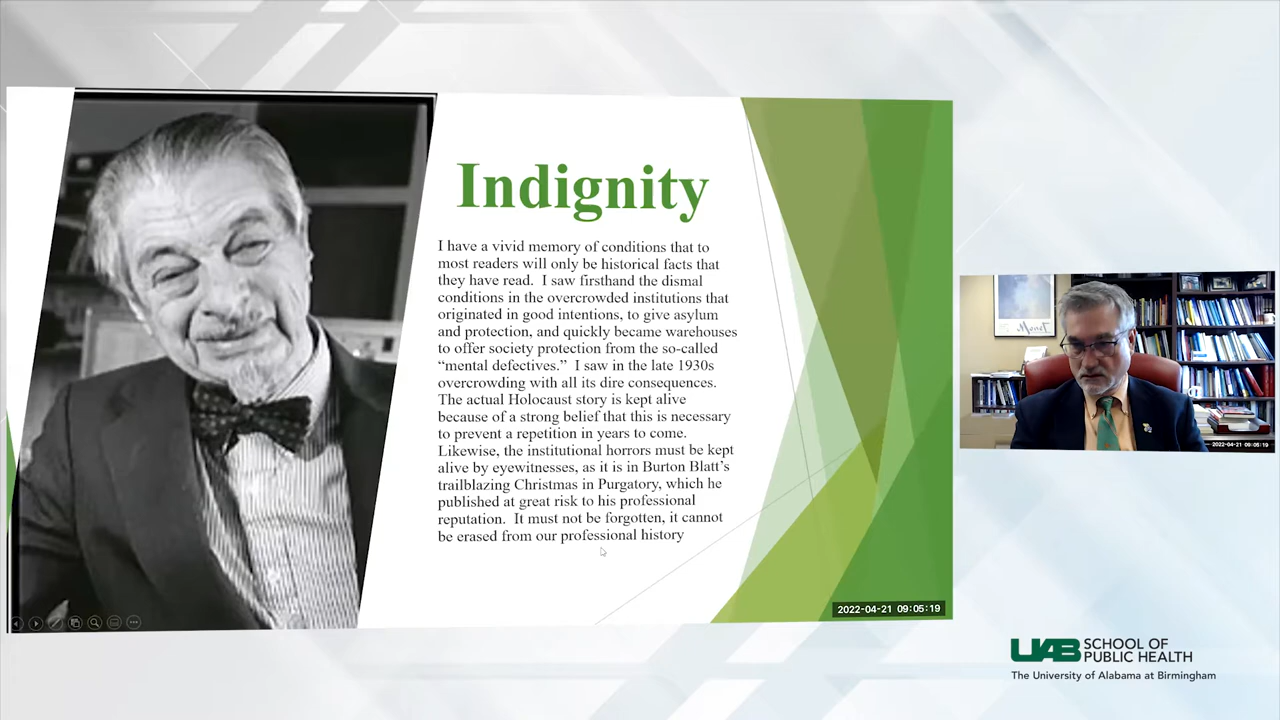 Indignity
I have a vivid memory of conditions that to
most readers will only be historical facts that
they have read.  I saw firsthand the dismal
conditions in the overcrowded institutions that
originated in good intentions, to give asylum
and protection, and quickly became warehouses
to offer society protection from the so-called
“mental defectives.”  I saw in the late 1930s
overcrowding with all its dire consequences.
The actual Holocaust story is kept alive
because of a strong belief that this is necessary
to prevent a repetition in years to come.
Likewise, the institutional horrors must be kept
alive by eyewitnesses, as it is in Burton Blatt’s
trailblazing Christmas in Purgatory, which he
published at great risk to his professional
reputation.  It must not be forgotten, it cannot
be erased from our professional history
2022-04-21 09:05:19
Monet
2022-04-21 09:05:19
UAB SCHOOL OF
PUBLIC HEALTH
The University of Alabama at Birmingham